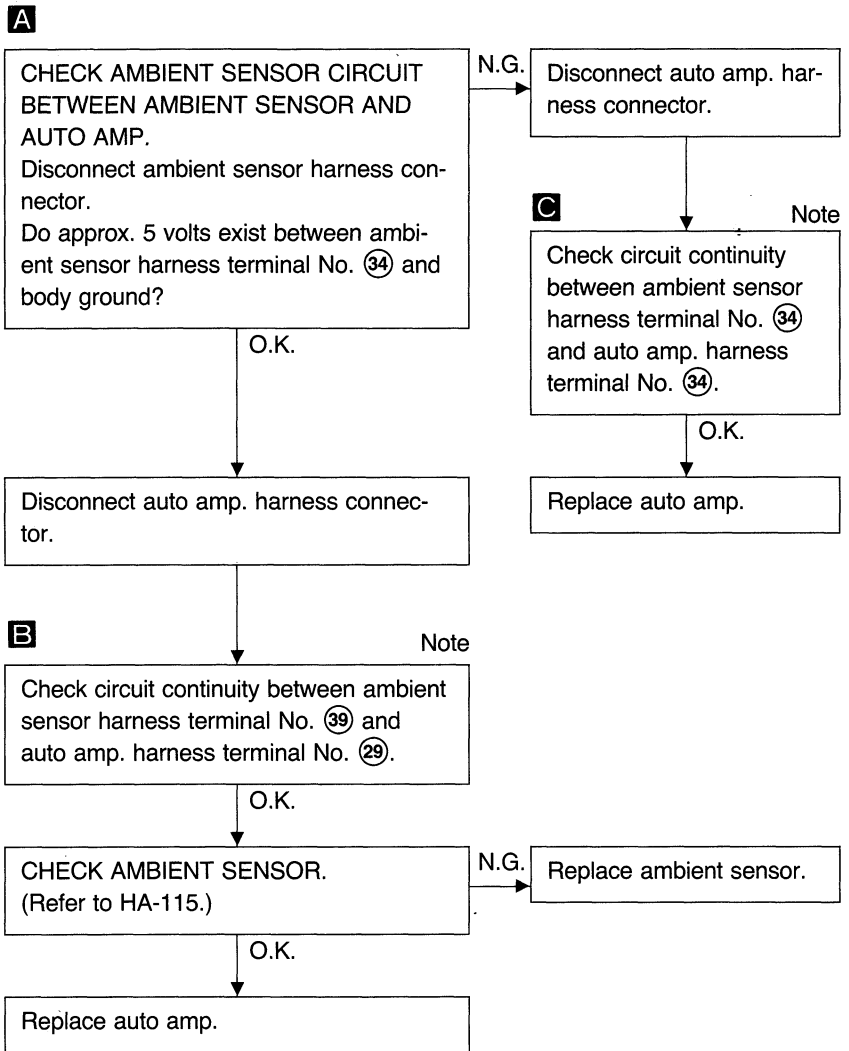 A
CHECK AMBIENT SENSOR CIRCUIT
BETWEEN AMBIENT SENSOR AND
AUTO AMP.
Disconnect ambient sensor harness con-
nector.
Do approx. 5 volts exist between ambi-
ent sensor harness terminal No. 34 and
body ground?
N.G.
Disconnect auto amp. har-
ness connector.
C
Note
Check circuit continuity
between ambient sensor
harness terminal No. 34
and auto amp. harness
terminal No. 34.
O.K.
Replace auto amp.
O.K.
Disconnect auto amp. harness connec-
tor.
B
Note
Check circuit continuity between ambient
sensor harness terminal No. 39 and
auto amp. harness terminal No. 29.
O.K.
CHECK AMBIENT SENSOR.
(Refer to HA-115.)
N.G.
Replace ambient sensor.
O.K.
Replace auto amp.